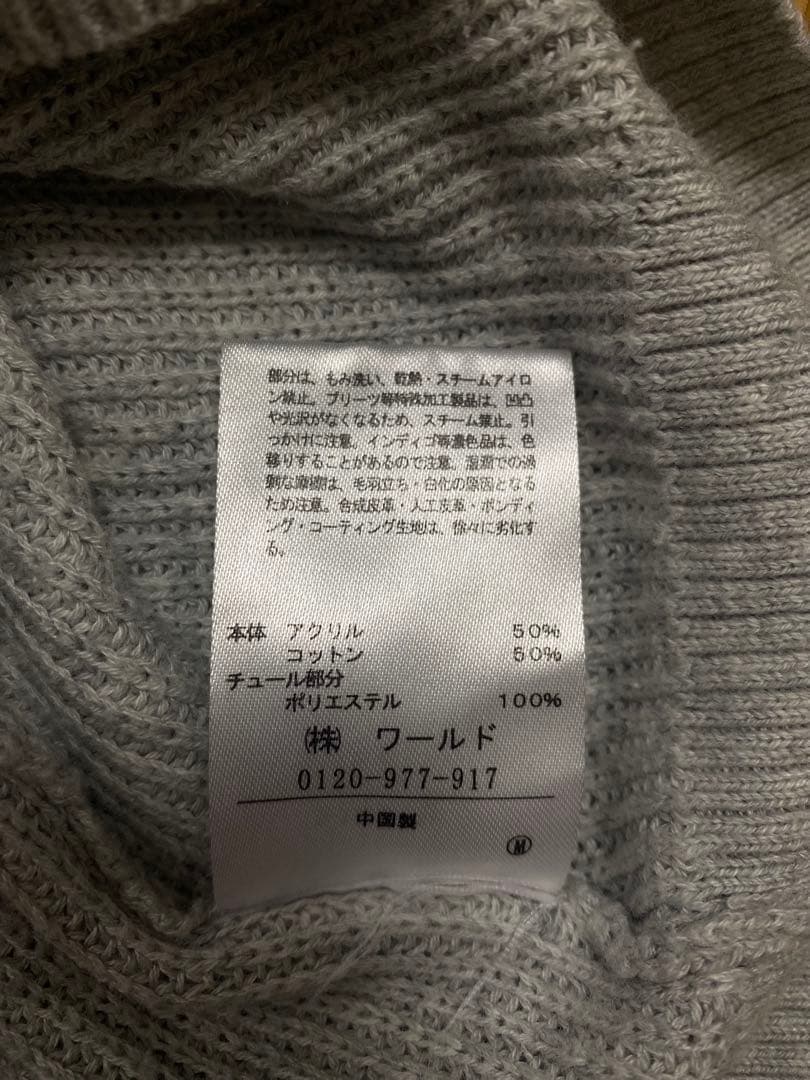 部分は、もみ洗い、乾熱・スチームアイロ
ン禁止。プリーツ等特殊加工製品は、凹凸
や光沢がなくなるため、スチーム禁止。引
っかけに注意。インディゴ等濃色品は、色
移りすることがあるので注意。湿潤での過
剰な摩擦は、毛羽立ち・白化の原因となる
ため注意。合成皮革・人工皮革・ボンディ
ング・コーティング生地は、徐々に劣化す
る。
本体 アクリル 50%
コットン 50%
チュール部分
ポリエステル 100%
㈱ ワールド
0120-977-917
中国製
Ⓜ